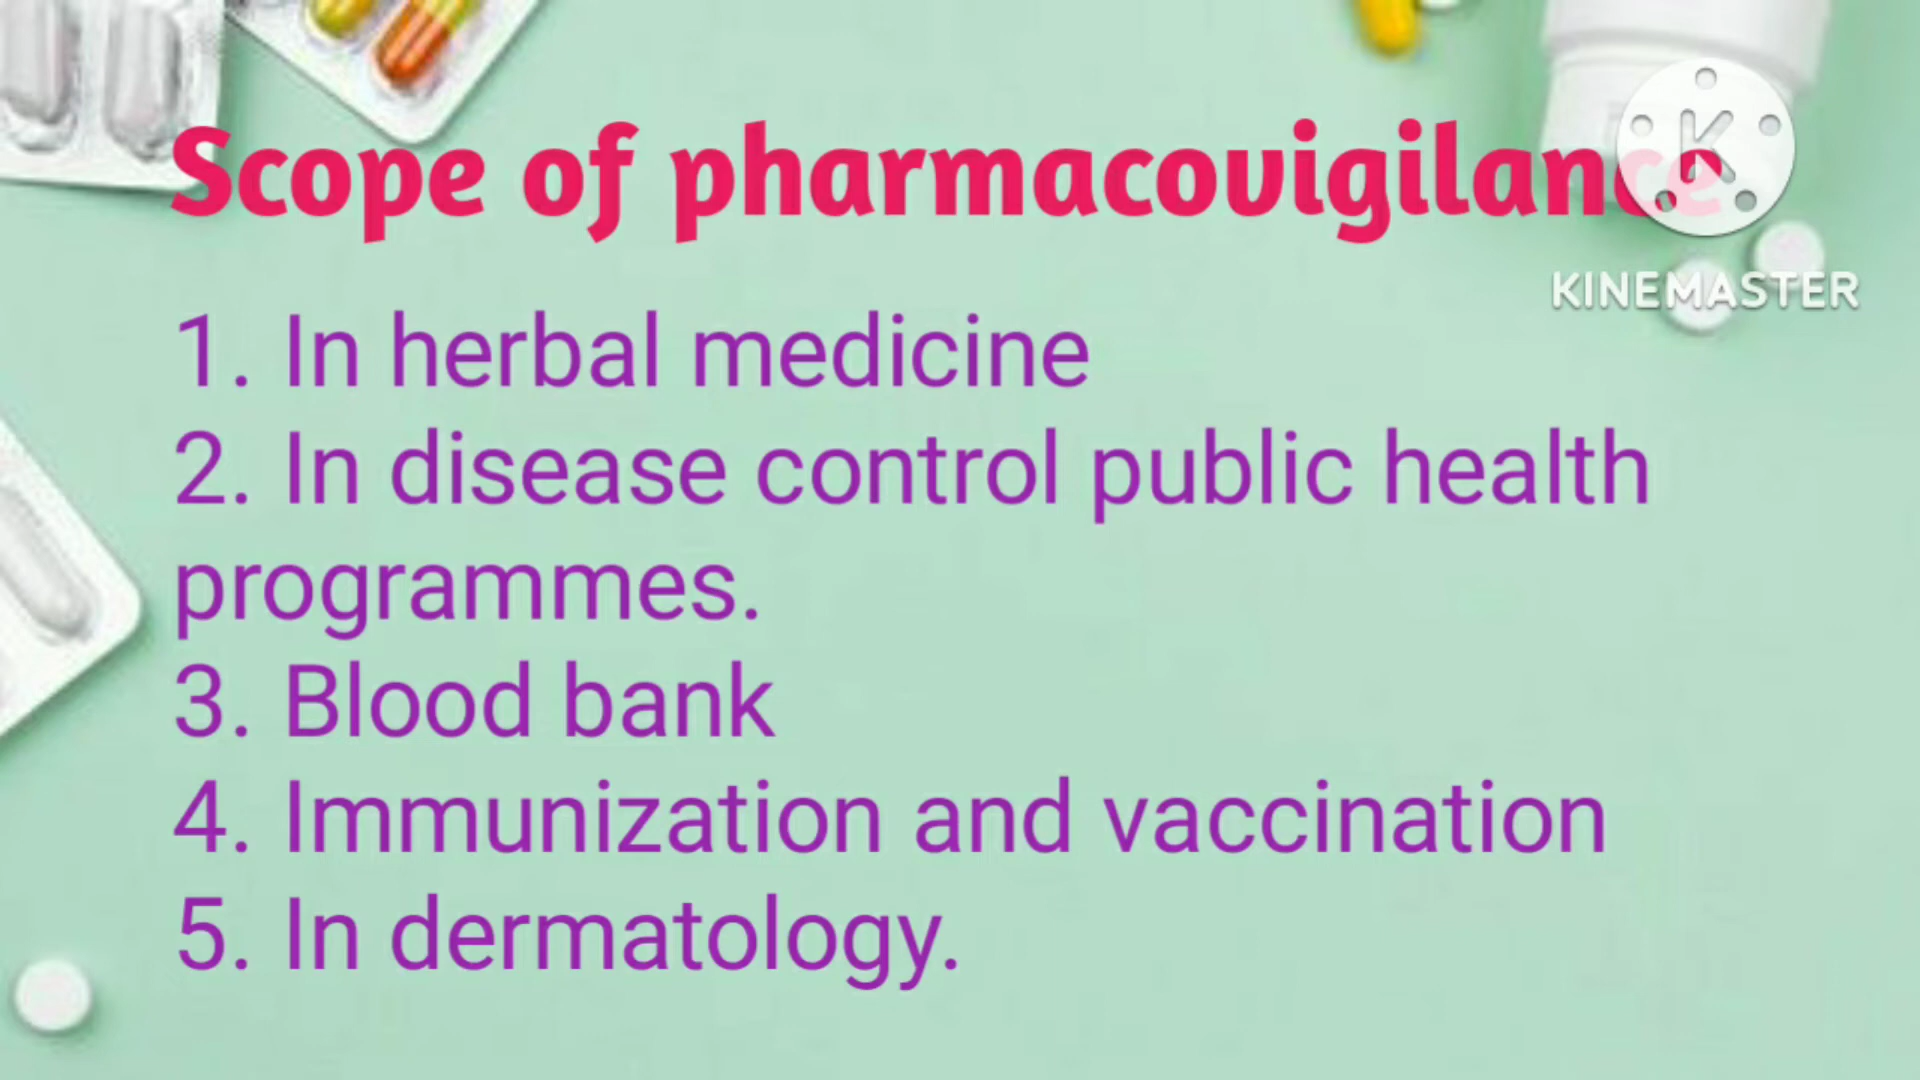 Scope of pharmacovigilance
KINEMASTER
1. In herbal medicine
2. In disease control public health
programmes.
3. Blood bank
4. Immunization and vaccination
5. In dermatology.